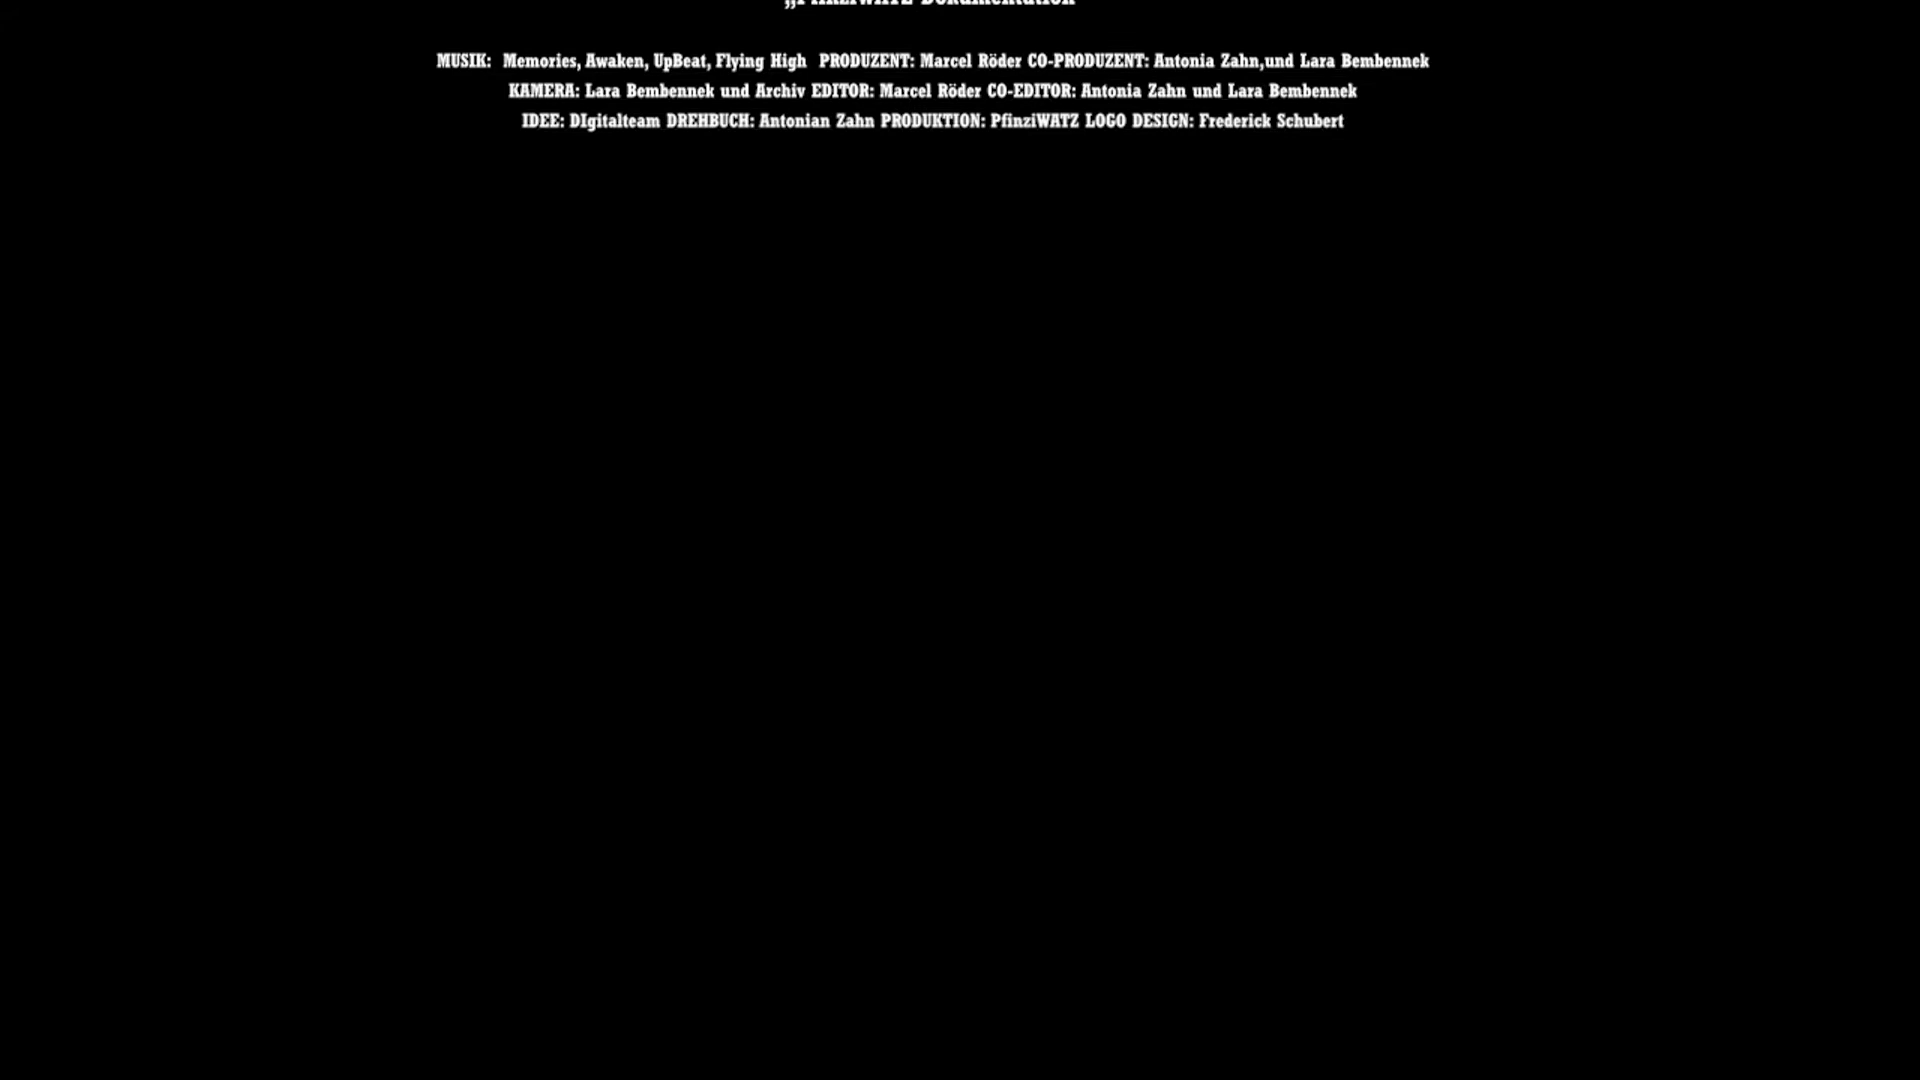 „PfinziWATZ Dokumentation"
MUSIK:  Memories, Awaken, UpBeat, Flying High  PRODUZENT: Marcel Röder CO-PRODUZENT: Antonia Zahn,und Lara Bembennek
KAMERA: Lara Bembennek und Archiv EDITOR: Marcel Röder CO-EDITOR: Antonia Zahn und Lara Bembennek
IDEE: DIgitalteam DREHBUCH: Antonian Zahn PRODUKTION: PfinziWATZ LOGO DESIGN: Frederick Schubert